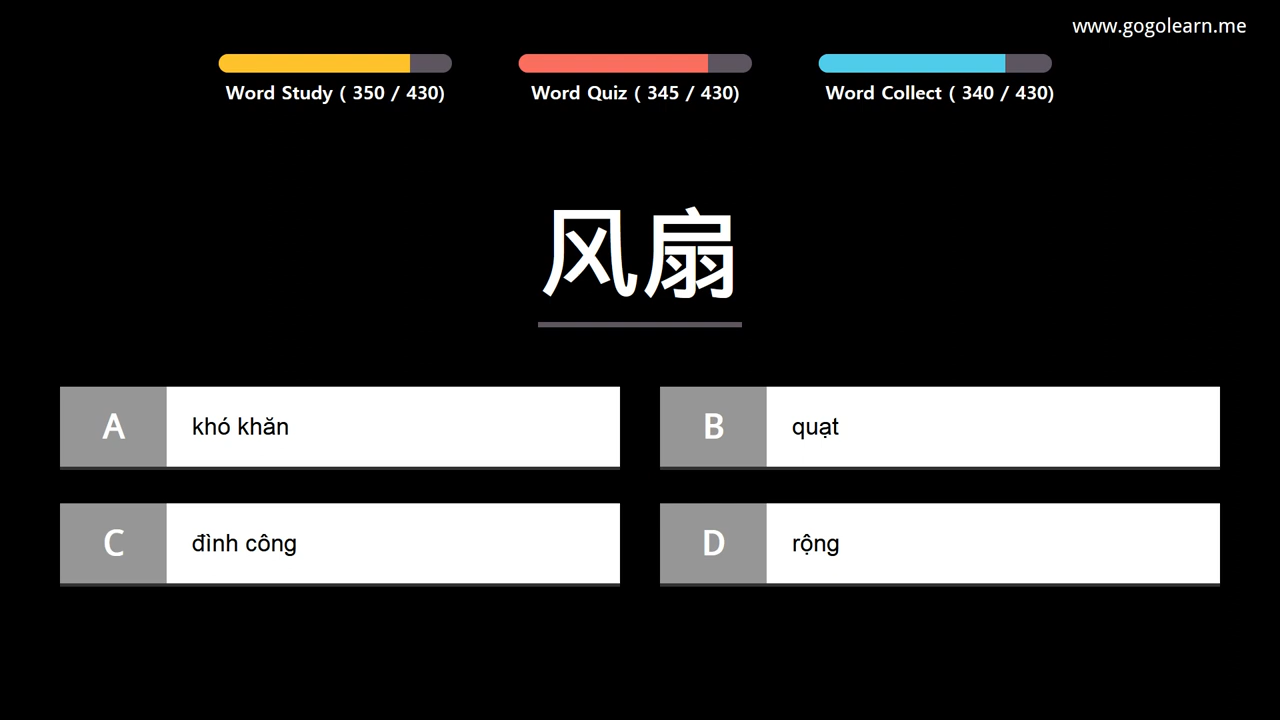 www.gogolearn.me
Word Study ( 350 / 430)
Word Quiz ( 345 / 430)
Word Collect ( 340 / 430)
风扇
A khó khăn
B quạt
C đình công
D rộng